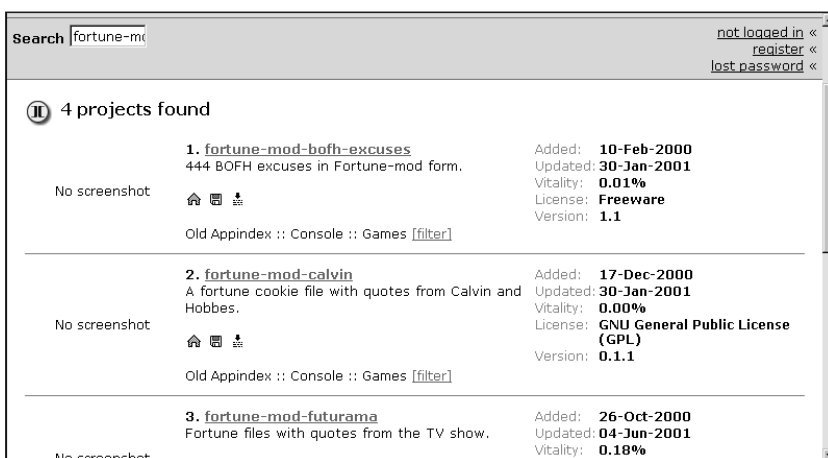 Search fortune-mo
not logged in «
register «
lost password «
4 projects found
No screenshot
1. fortune-mod-bofh-excuses
444 BOFH excuses in Fortune-mod form.
Old Appindex :: Console :: Games [filter]
Added: 10-Feb-2000
Updated: 30-Jan-2001
Vitality: 0.01%
License: Freeware
Version: 1.1
No screenshot
2. fortune-mod-calvin
A fortune cookie file with quotes from Calvin and
Hobbes.
Old Appindex :: Console :: Games [filter]
Added: 17-Dec-2000
Updated: 30-Jan-2001
Vitality: 0.00%
License: GNU General Public License
(GPL)
Version: 0.1.1
No screenshot
3. fortune-mod-futurama
Fortune files with quotes from the TV show.
Added: 26-Oct-2000
Updated: 04-Jun-2001
Vitality: 0.18%